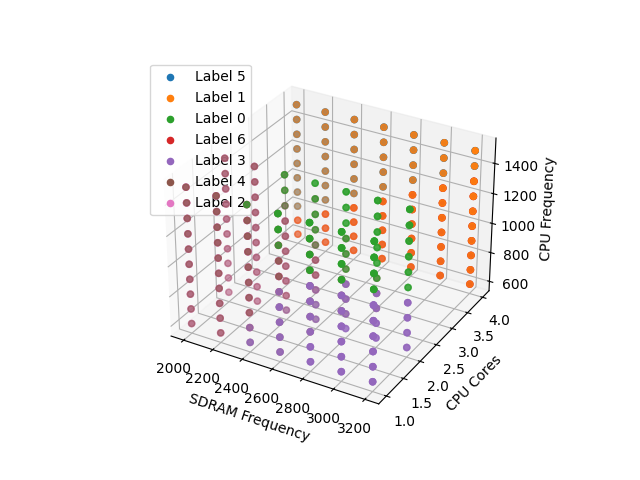 Label 5
Label 1
Label 0
Label 6
Label 3
Label 4
Label 2
1400
1200
1000
800
600
CPU Frequency
4.0
3.5
3.0
2.5
2.0
1.5
1.0
CPU Cores
2000
2200
2400
2600
2800
3000
3200
SDRAM Frequency